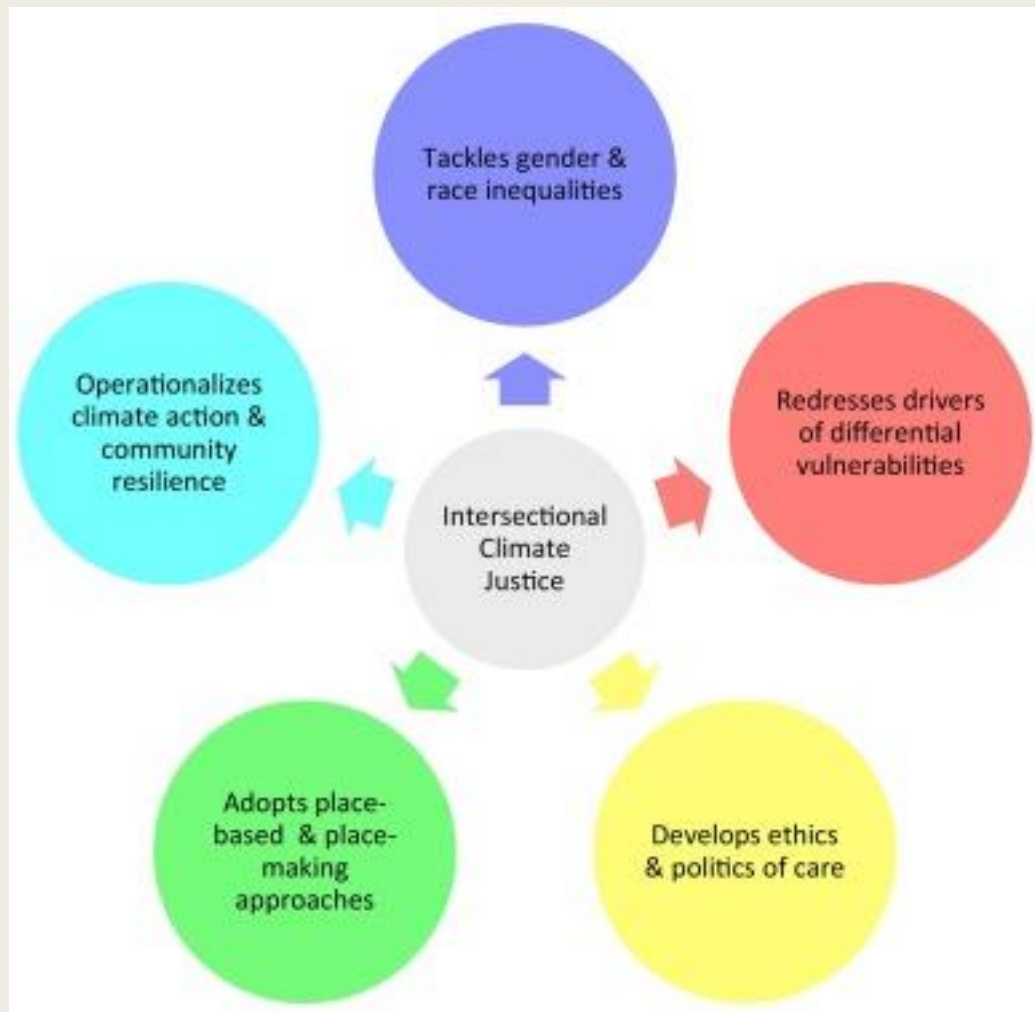 Tackles gender &
race inequalities
Operationalizes
climate action &
community
resilience
Redresses drivers
of differential
vulnerabilities
Intersectional
Climate
Justice
Adopts place-
based & place-
making
approaches
Develops ethics
& politics of care